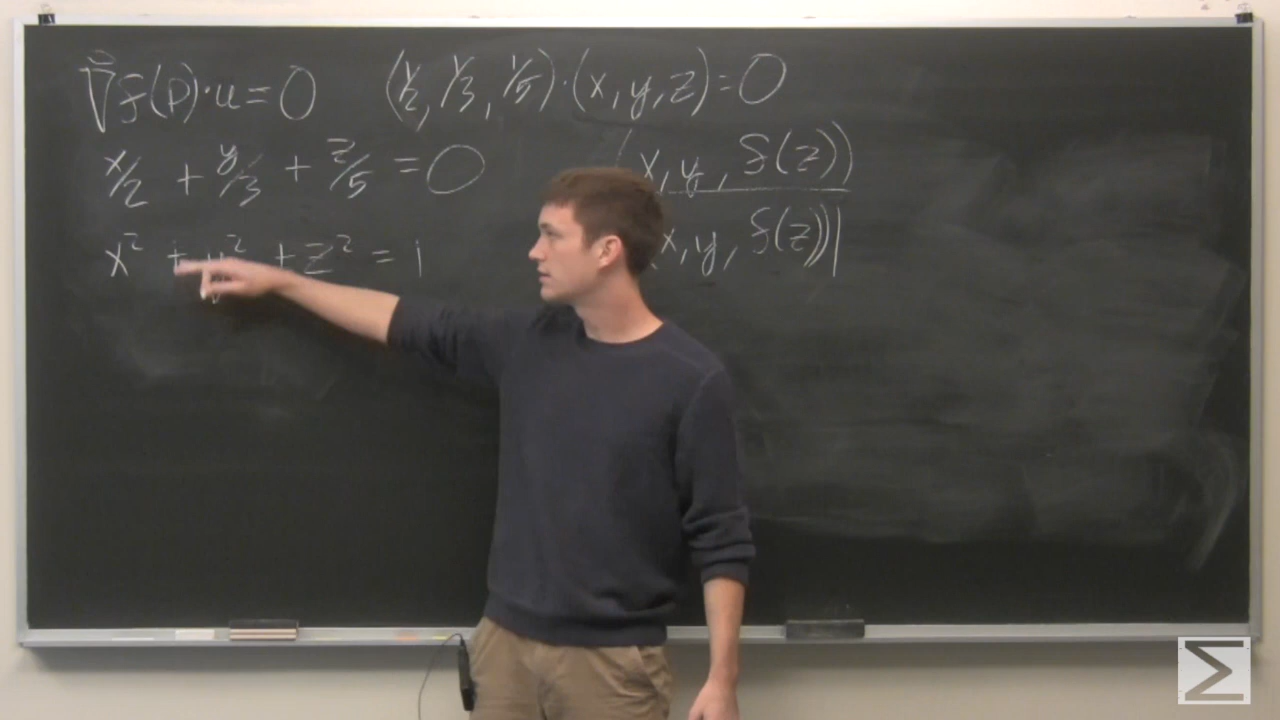 ∇⃗f(P)·u=0 (1/2, 1/3, 1/5)·(x,y,z)=0
x/2 + y/3 + z/5 = 0
(x, y, f(z))
x² + y² + z² = 1
x, y, f(z))|
Σ